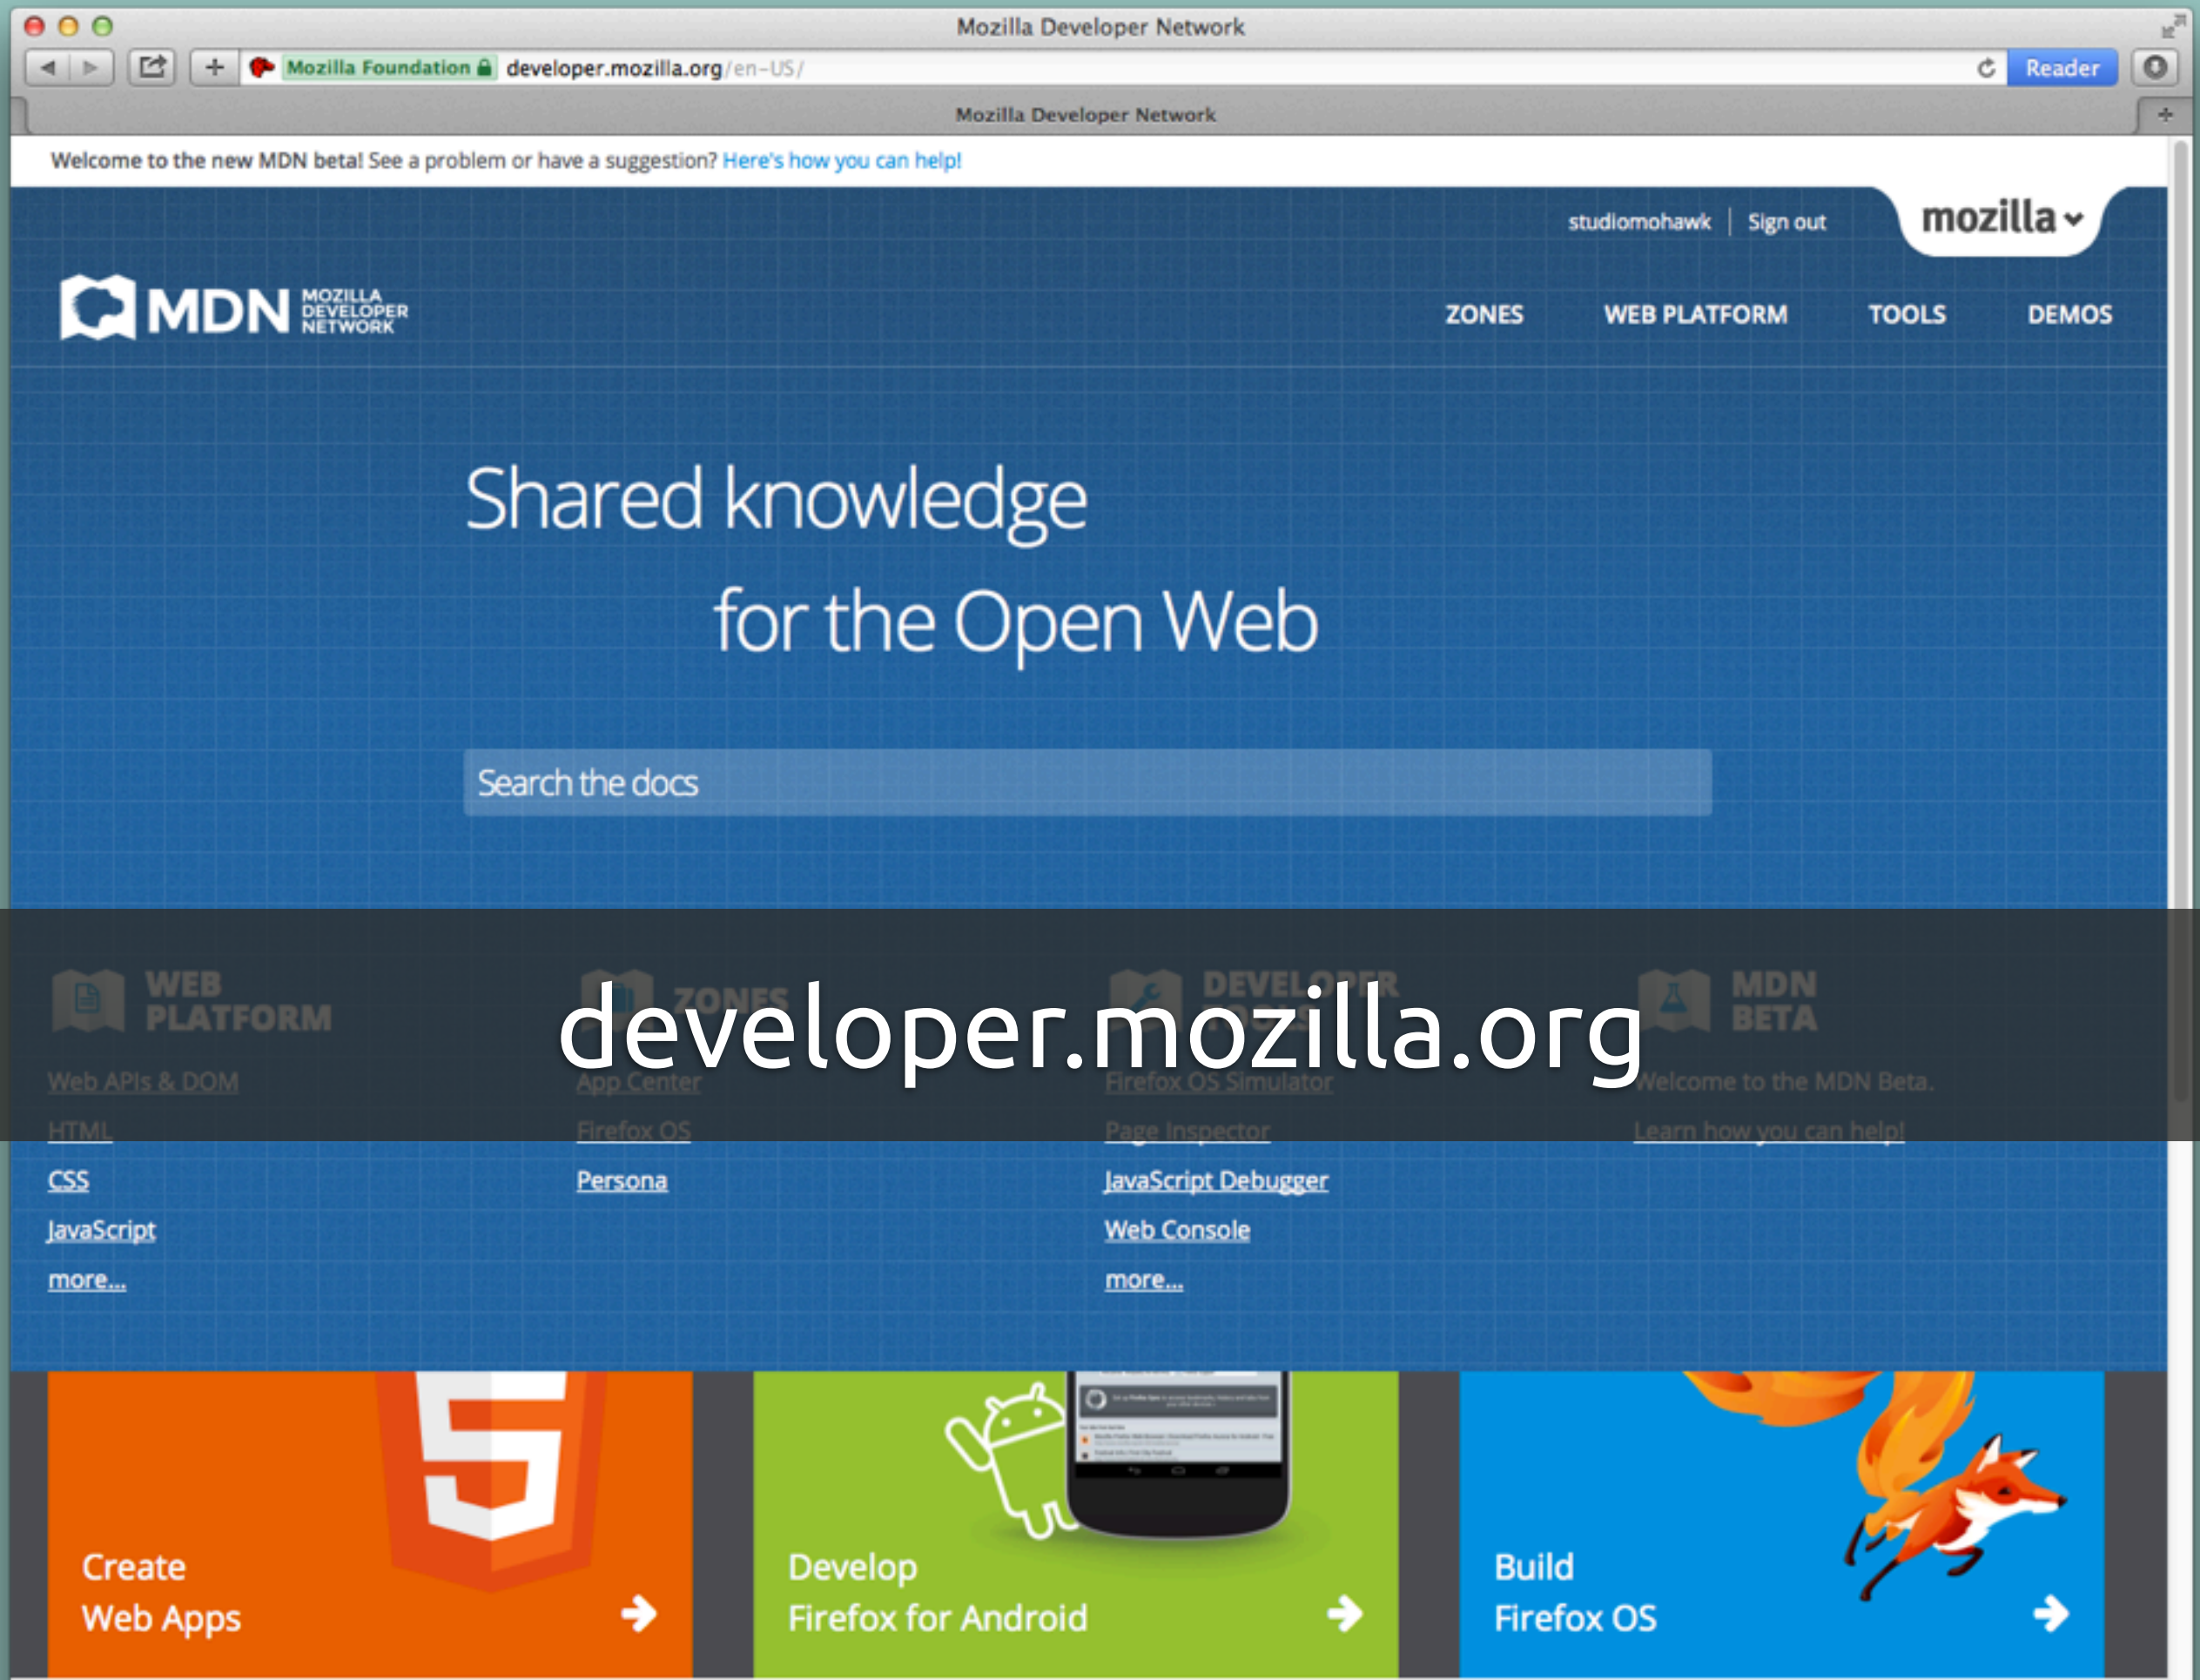 Mozilla Developer Network
Mozilla Foundation developer.mozilla.org/en-US/
Reader
Mozilla Developer Network
Welcome to the new MDN beta! See a problem or have a suggestion? Here's how you can help!
studiomohawk Sign out
mozilla
MDN MOZILLA DEVELOPER NETWORK
ZONES WEB PLATFORM TOOLS DEMOS
Shared knowledge
for the Open Web
Search the docs
developer.mozilla.org
WEB
PLATFORM
Web APIs & DOM
HTML
CSS
JavaScript
more...
ZONES
App Center
Firefox OS
Persona
DEVELOPER
TOOLS
Firefox OS Simulator
Page Inspector
JavaScript Debugger
Web Console
more...
MDN
BETA
Welcome to the MDN Beta.
Learn how you can help!
Create
Web Apps
Develop
Firefox for Android
Build
Firefox OS